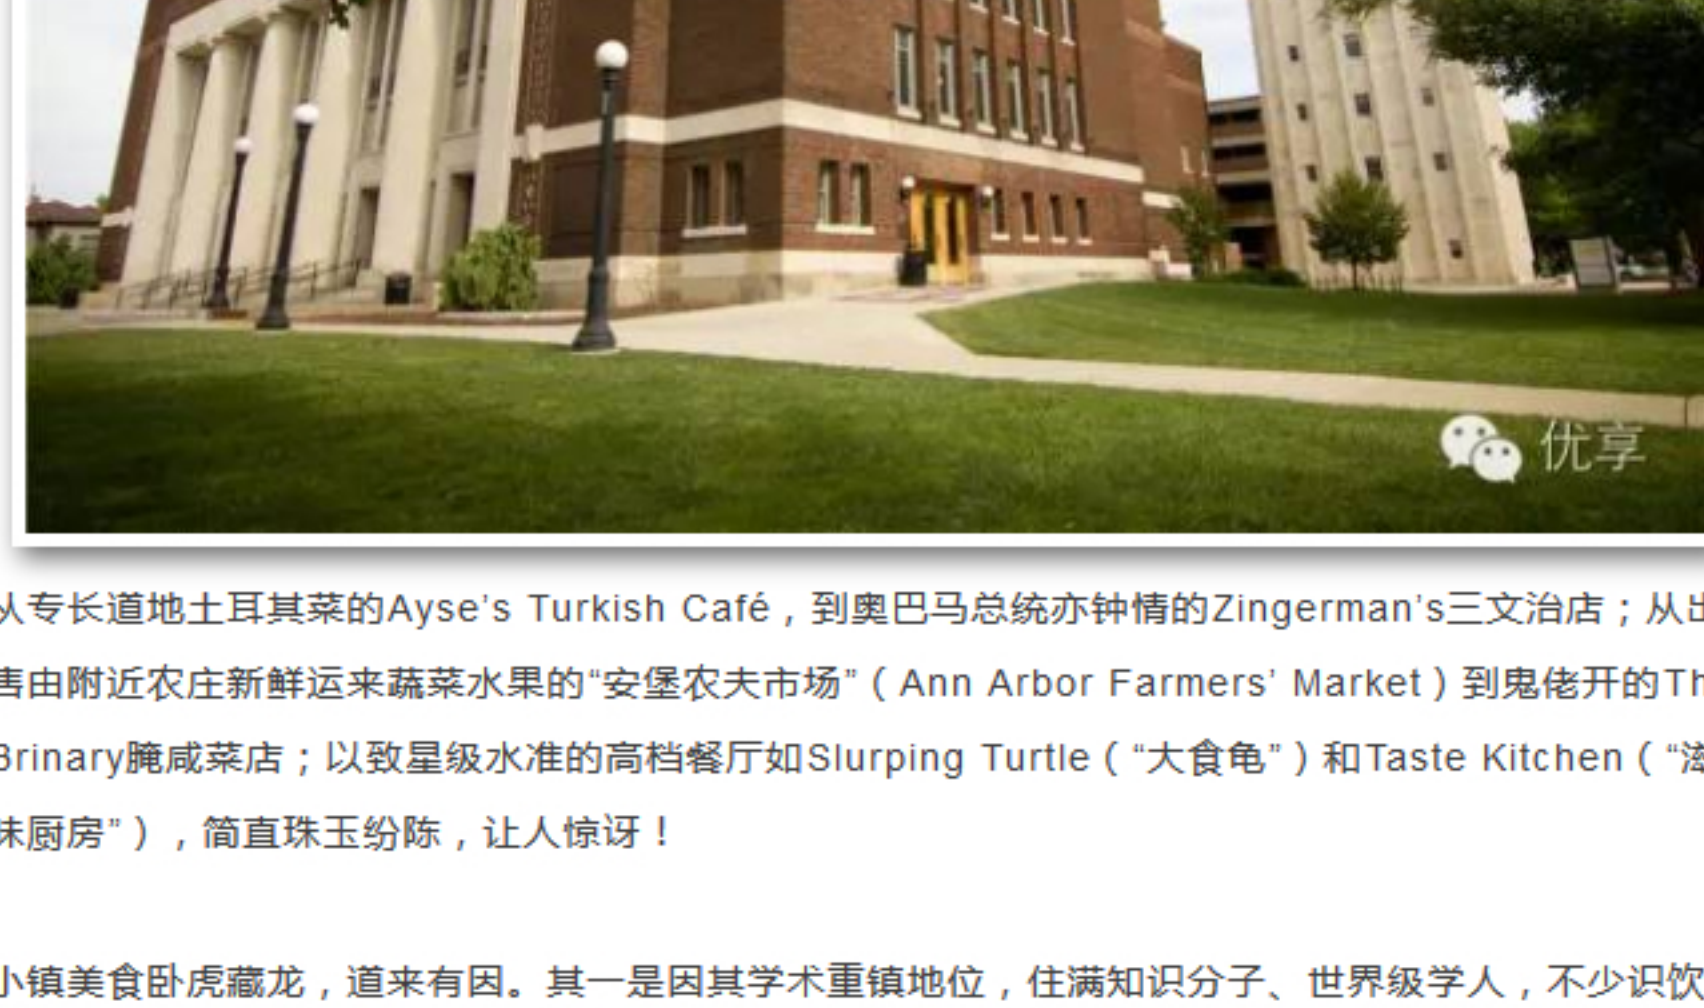 优享
从专长道地土耳其菜的Ayse’s Turkish Café，到奥巴马总统亦钟情的Zingerman’s三文治店；从出
售由附近农庄新鲜运来蔬菜水果的“安堡农夫市场”（Ann Arbor Farmers’ Market）到鬼佬开的Th
Brinary腌咸菜店；以致星级水准的高档餐厅如Slurping Turtle（“大食龟”）和Taste Kitchen（“滋
味厨房”），简直珠玉纷陈，让人惊讶！
小镇美食卧虎藏龙，道来有因。其一是因其学术重镇地位，住满知识分子、世界级学人，不少识饮